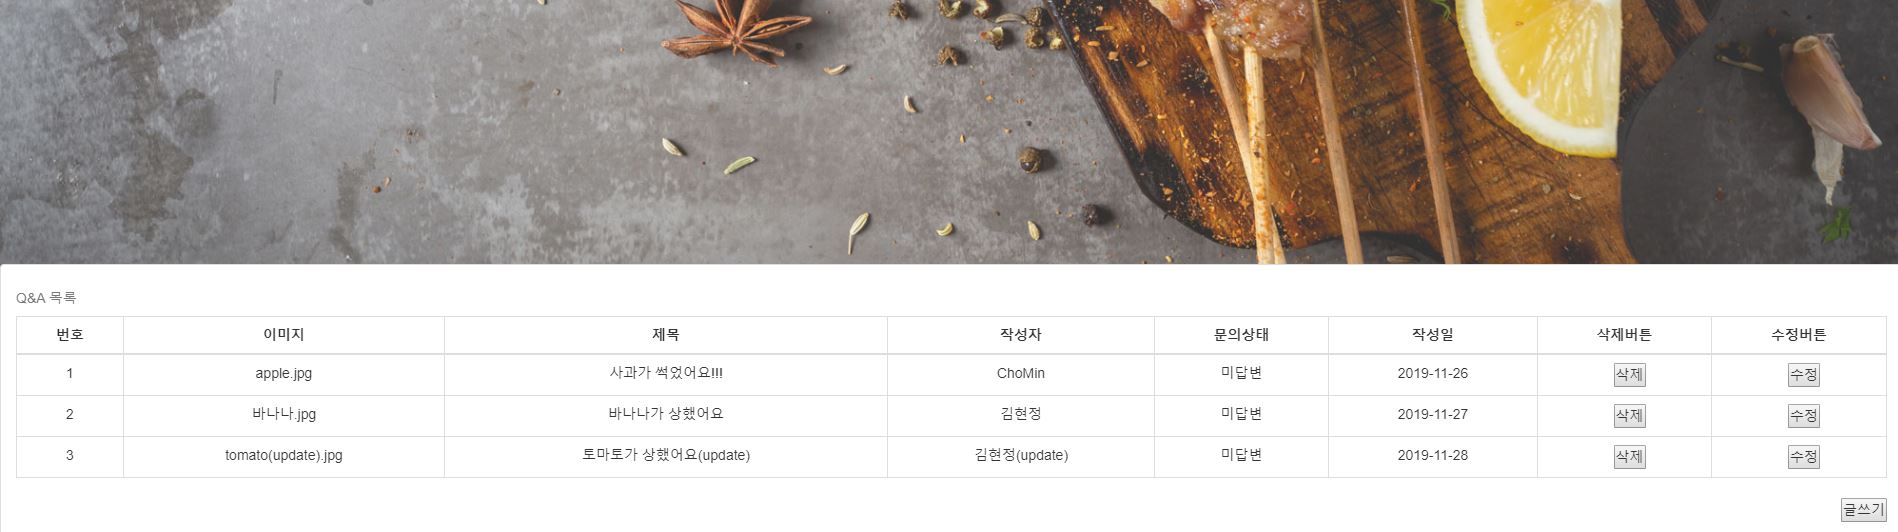 Q&A 목록
번호 이미지 제목 작성자 문의상태 작성일 삭제버튼 수정버튼
1 apple.jpg 사과가 썩었어요!!! ChoMin 미답변 2019-11-26 삭제 수정
2 바나나.jpg 바나나가 상했어요 김현정 미답변 2019-11-27 삭제 수정
3 tomato(update).jpg 토마토가 상했어요(update) 김현정(update) 미답변 2019-11-28 삭제 수정
글쓰기